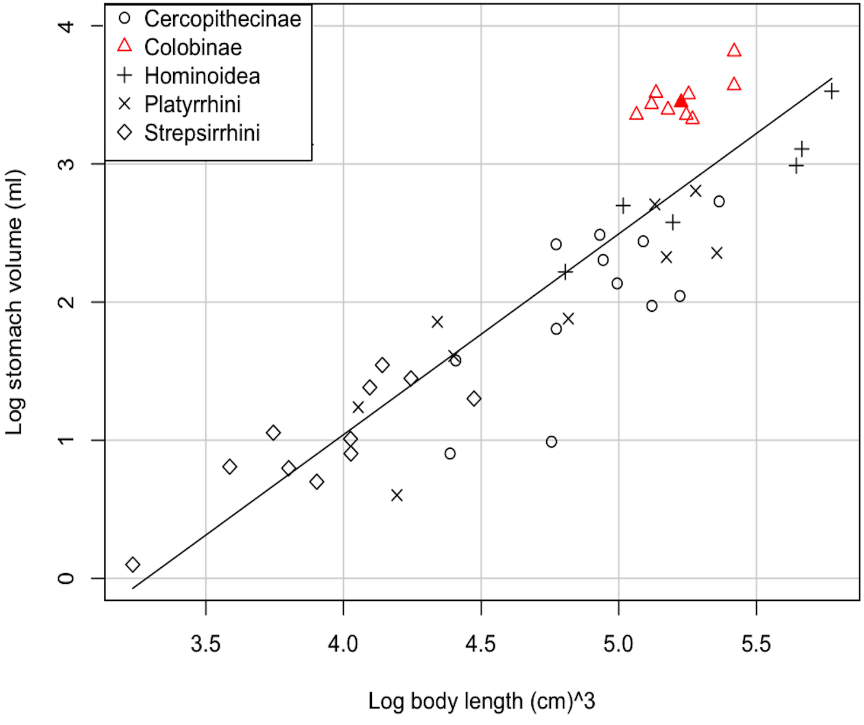 Cercopithecinae
Colobinae
Hominoidea
Platyrrhini
Strepsirrhini
Log stomach volume (ml)
4
3
2
1
0
3.5 4.0 4.5 5.0 5.5
Log body length (cm)^3